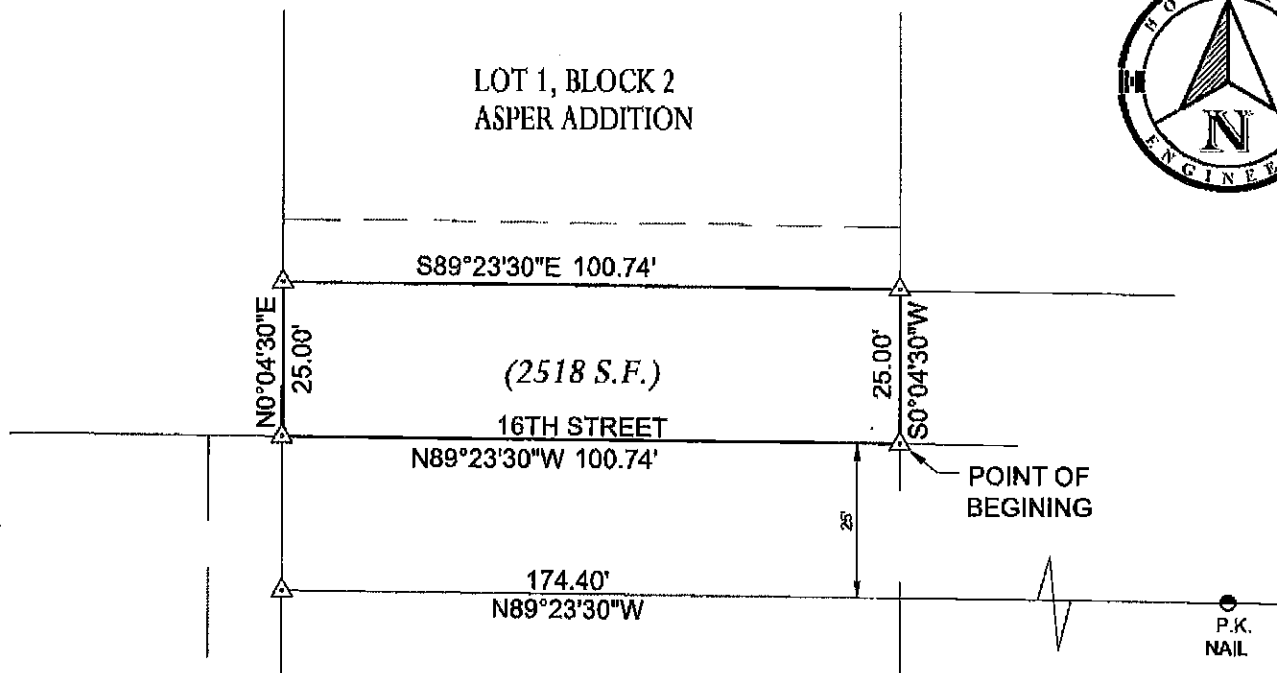 LOT 1, BLOCK 2
ASPER ADDITION
N
S89°23'30"E 100.74'
N0°04'30"E
25.00'
(2518 S.F.)
25.00'
S0°04'30"W
16TH STREET
N89°23'30"W 100.74'
POINT OF
BEGINING
25'
174.40'
N89°23'30"W
P.K.
NAIL